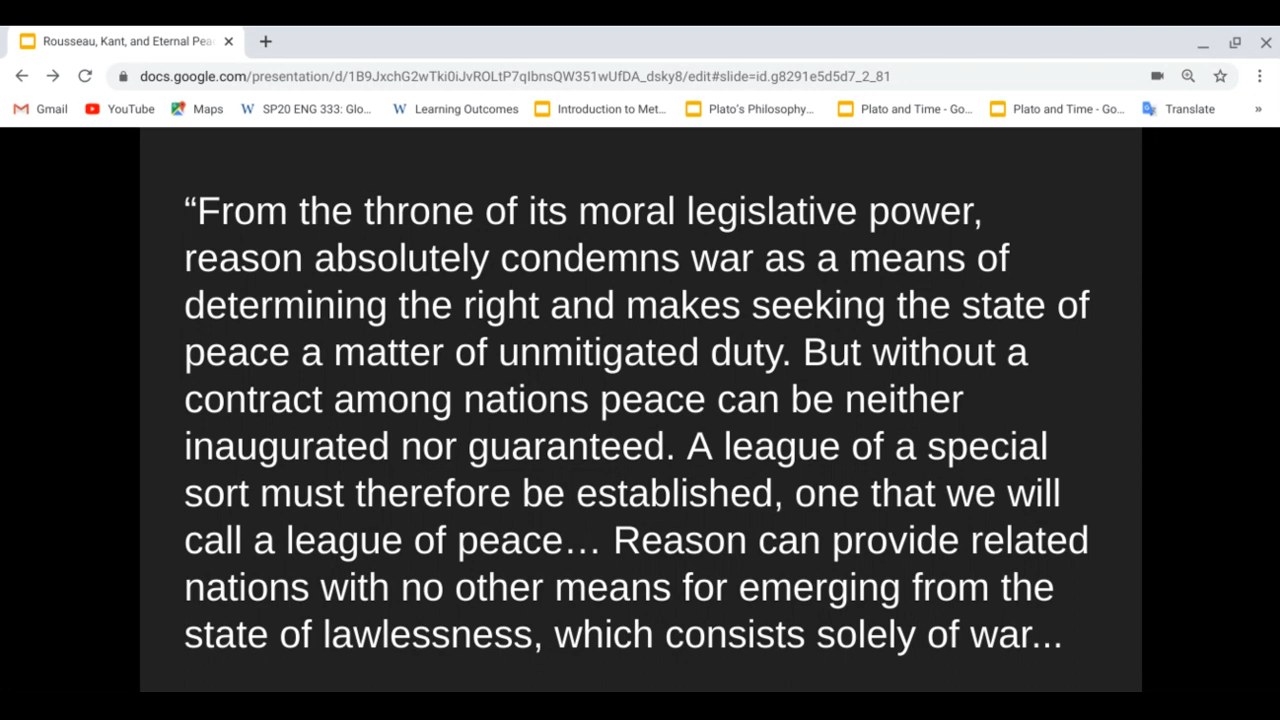 Rousseau, Kant, and Eternal Pea
docs.google.com/presentation/d/1B9JxchG2wTki0iJvROLtP7qIbnsQW351wUfDA_dsky8/edit#slide=id.g8291e5d5d7_2_81
Gmail YouTube Maps SP20 ENG 333: Glo... Learning Outcomes Introduction to Met... Plato's Philosophy... Plato and Time - Go... Plato and Time - Go... Translate »
“From the throne of its moral legislative power,
reason absolutely condemns war as a means of
determining the right and makes seeking the state of
peace a matter of unmitigated duty. But without a
contract among nations peace can be neither
inaugurated nor guaranteed. A league of a special
sort must therefore be established, one that we will
call a league of peace… Reason can provide related
nations with no other means for emerging from the
state of lawlessness, which consists solely of war...